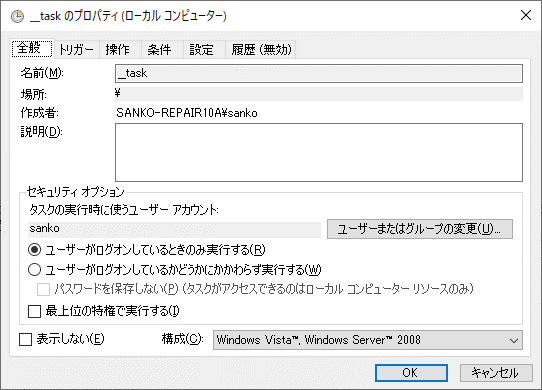 __task のプロパティ (ローカル コンピューター)
全般 トリガー 操作 条件 設定 履歴 (無効)
名前(M): __task
場所: ¥
作成者: SANKO-REPAIR10A¥sanko
説明(D):
セキュリティ オプション
タスクの実行時に使うユーザー アカウント:
sanko ユーザーまたはグループの変更(U)...
ユーザーがログオンしているときのみ実行する(R)
ユーザーがログオンしているかどうかにかかわらず実行する(W)
パスワードを保存しない(P) (タスクがアクセスできるのはローカル コンピューター リソースのみ)
最上位の特権で実行する(I)
表示しない(E) 構成(C): Windows Vista™, Windows Server™ 2008
OK キャンセル